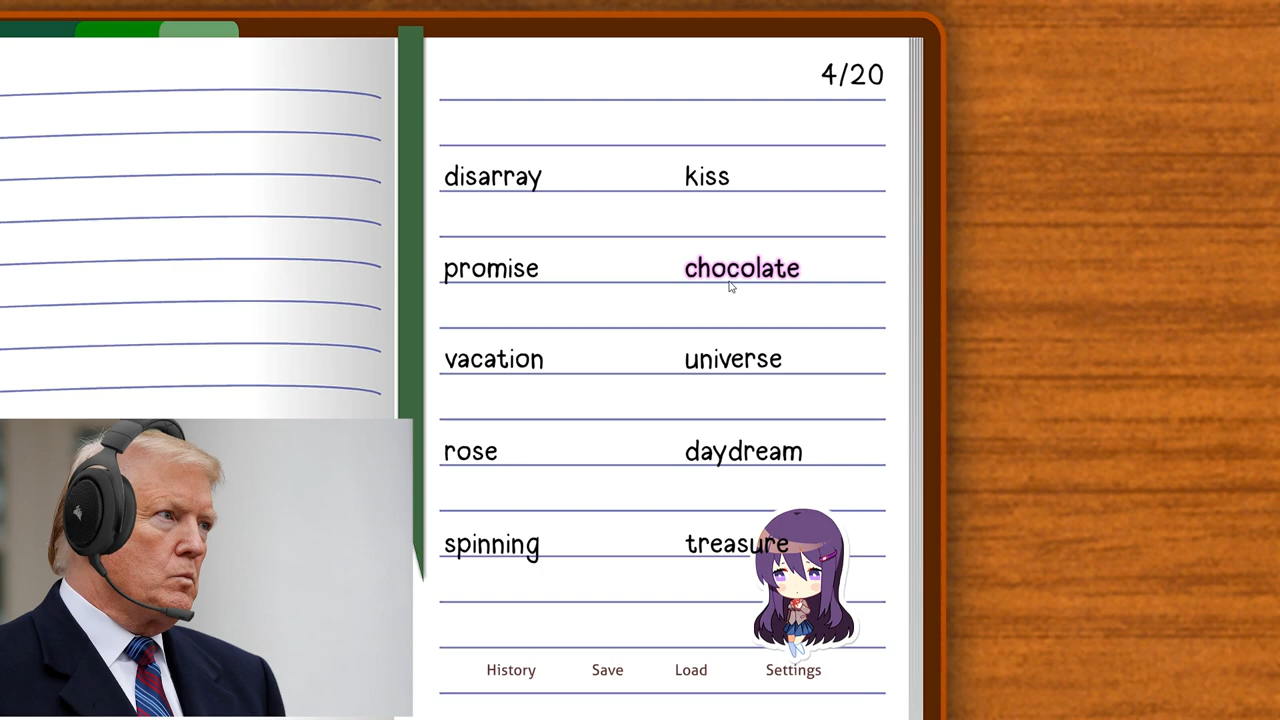 4/20
disarray kiss
promise chocolate
vacation universe
rose daydream
spinning treasure
History Save Load Settings